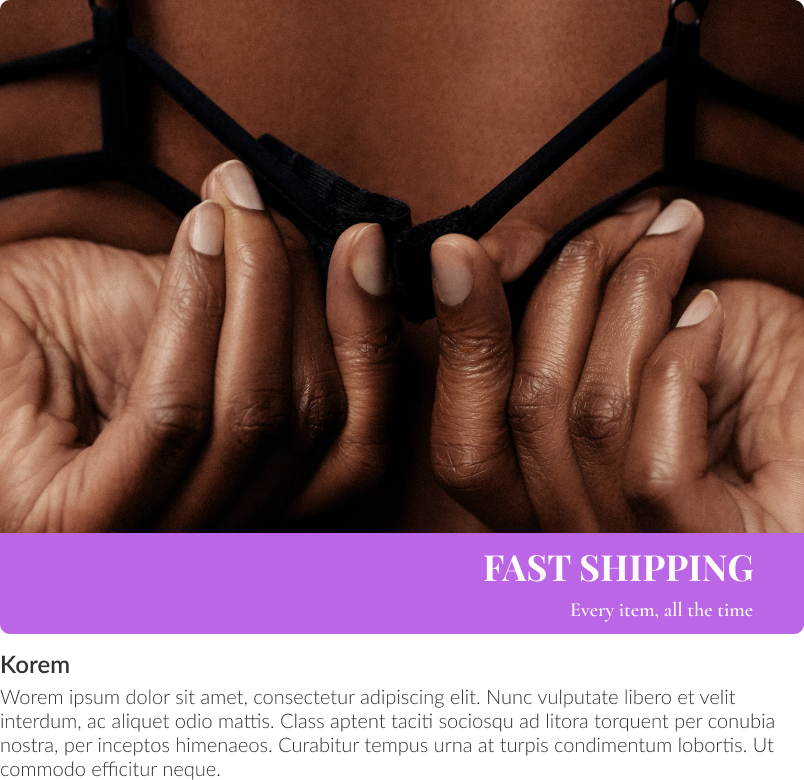 FAST SHIPPING
Every item, all the time
Korem
Worem ipsum dolor sit amet, consectetur adipiscing elit. Nunc vulputate libero et velit
interdum, ac aliquet odio mattis. Class aptent taciti sociosqu ad litora torquent per conubia
nostra, per inceptos himenaeos. Curabitur tempus urna at turpis condimentum lobortis. Ut
commodo efficitur neque.